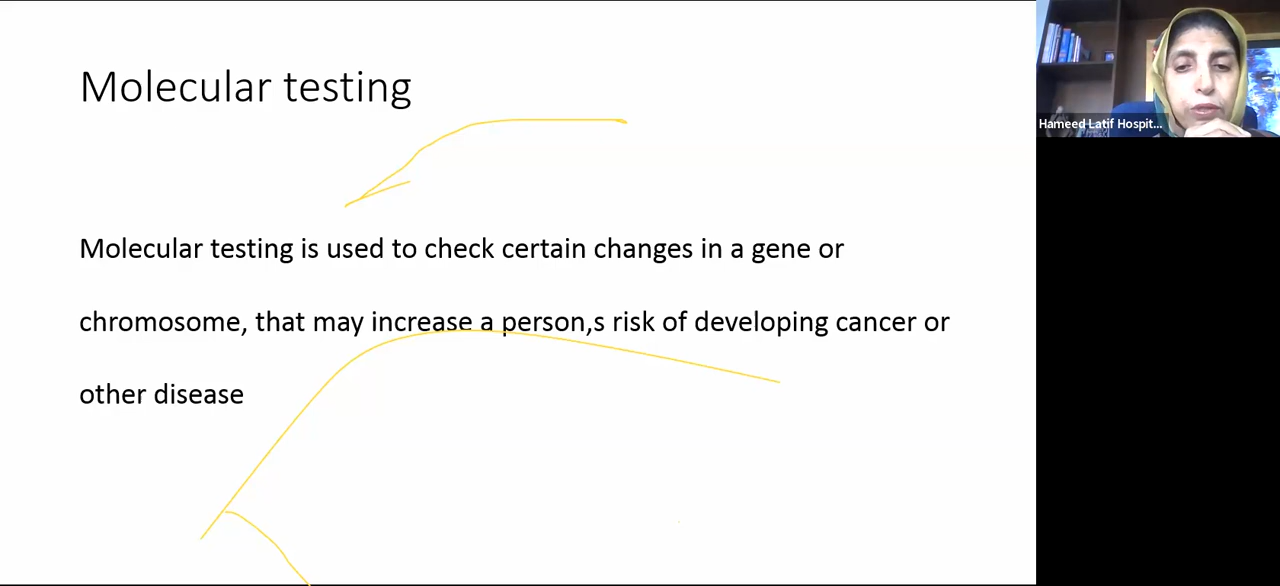 Molecular testing
Hameed Latif Hospit...
Molecular testing is used to check certain changes in a gene or
chromosome, that may increase a person,s risk of developing cancer or
other disease